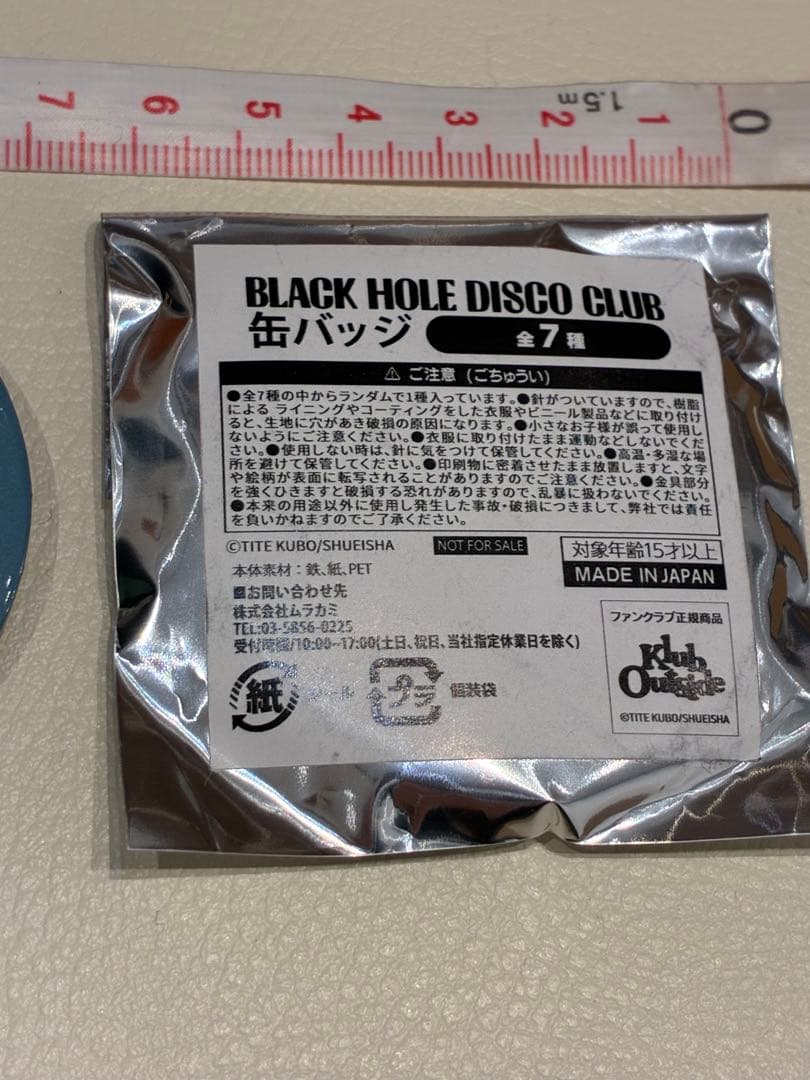 7 6 5 4 3 2 1.5m 1 0
BLACK HOLE DISCO CLUB
缶バッジ 全7種
⚠ ご注意 (ごちゅうい)
●全7種の中からランダムで1種入っています。●針がついていますので、樹脂
による ライニングやコーティングをした衣服やビニール製品などに取り付け
ると、生地に穴があき破損の原因になります。●小さなお子様が誤って使用し
ないようにご注意ください。●衣服に取り付けたまま運動などしないでくだ
さい。●使用しない時は、針に気をつけて保管してください。●高温・多湿な場
所を避けて保管してください。●印刷物に密着させたまま放置しますと、文字
や絵柄が表面に転写されることがありますのでご注意ください。●金具部分
を強くひきますと破損する恐れがありますので、乱暴に扱わないでください。
●本来の用途以外に使用し発生した事故・破損につきまして、弊社では責任
を負いかねますのでご了承ください。
©TITE KUBO/SHUEISHA NOT FOR SALE 対象年齢15才以上
本体素材：鉄、紙、PET MADE IN JAPAN
■お問い合わせ先
株式会社ムラカミ
TEL:03-5856-0225
受付時間/10:00~17:00(土日、祝日、当社指定休業日を除く)
紙 プラ 個装袋
ファンクラブ正規商品
Klub
Outside
©TITE KUBO/SHUEISHA